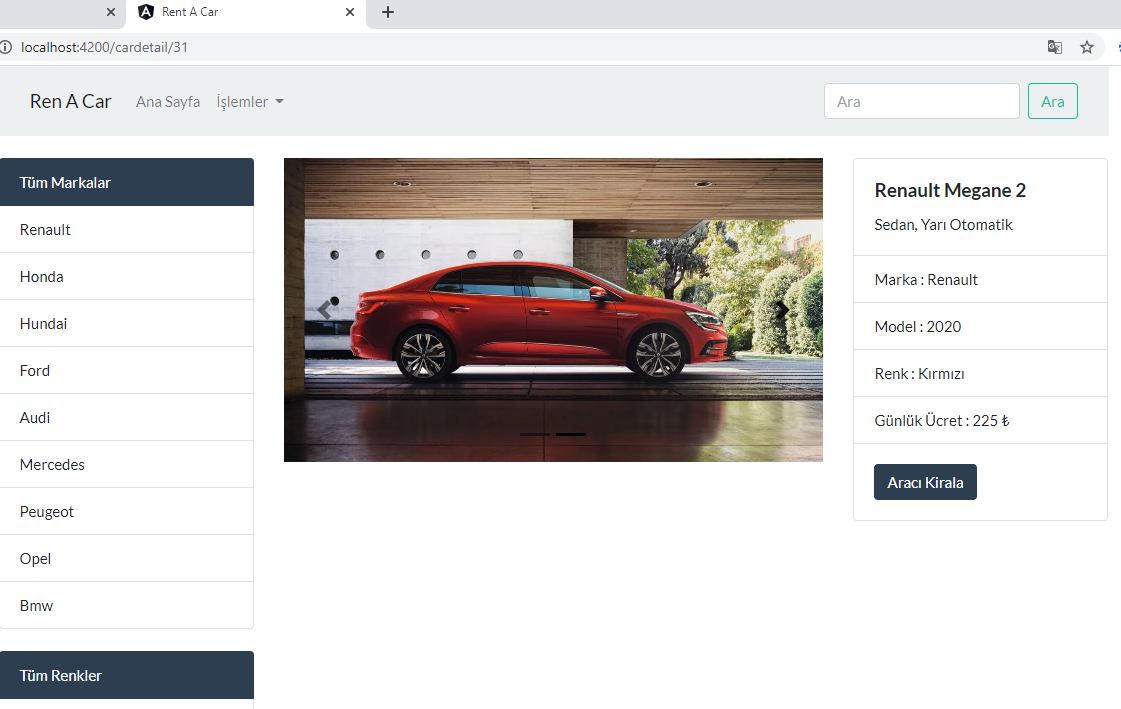 Rent A Car
localhost:4200/cardetail/31
Ren A Car
Ana Sayfa
İşlemler
Ara
Ara
Tüm Markalar
Renault
Honda
Hundai
Ford
Audi
Mercedes
Peugeot
Opel
Bmw
Tüm Renkler
Renault Megane 2
Sedan, Yarı Otomatik
Marka : Renault
Model : 2020
Renk : Kırmızı
Günlük Ücret : 225 ₺
Aracı Kirala